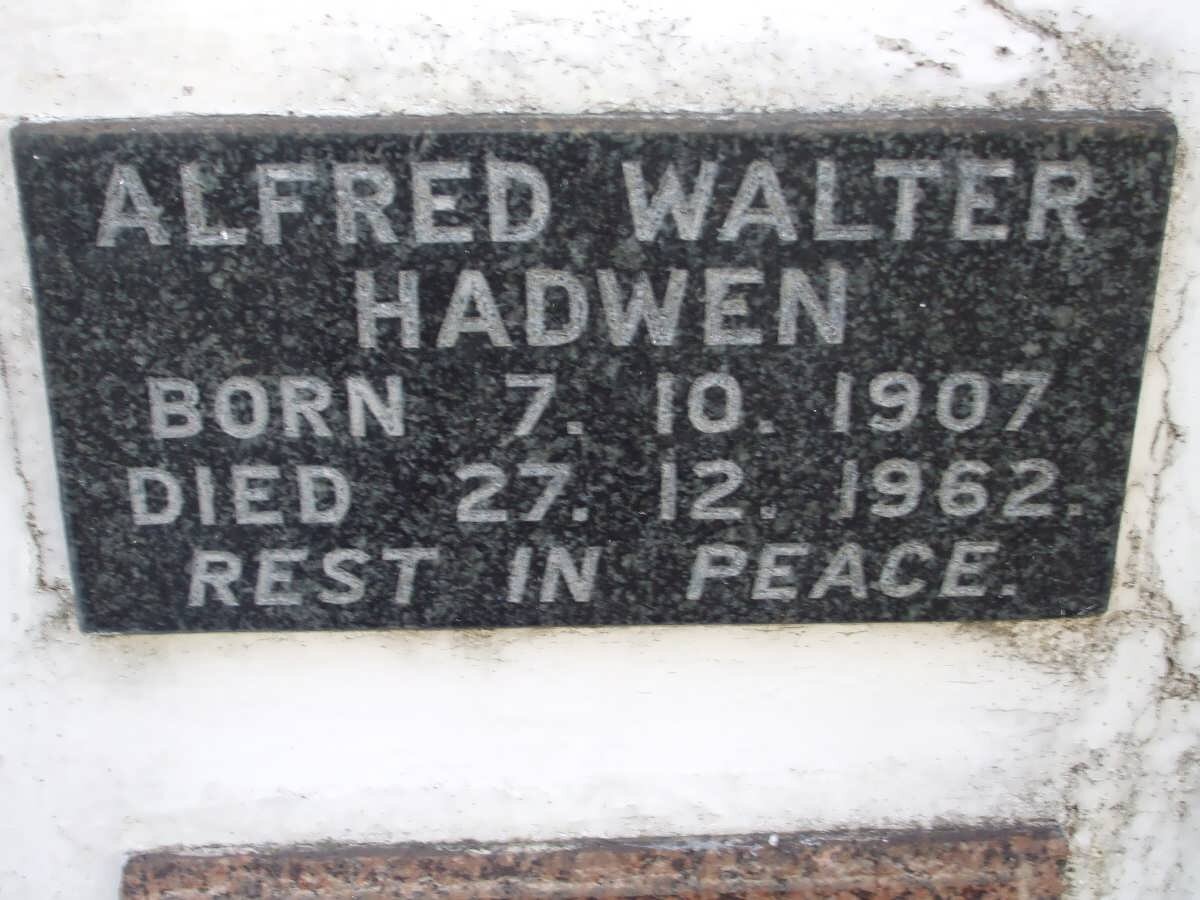 ALFRED WALTER
HADWEN
BORN 7. 10. 1907
DIED 27. 12. 1962.
REST IN PEACE.